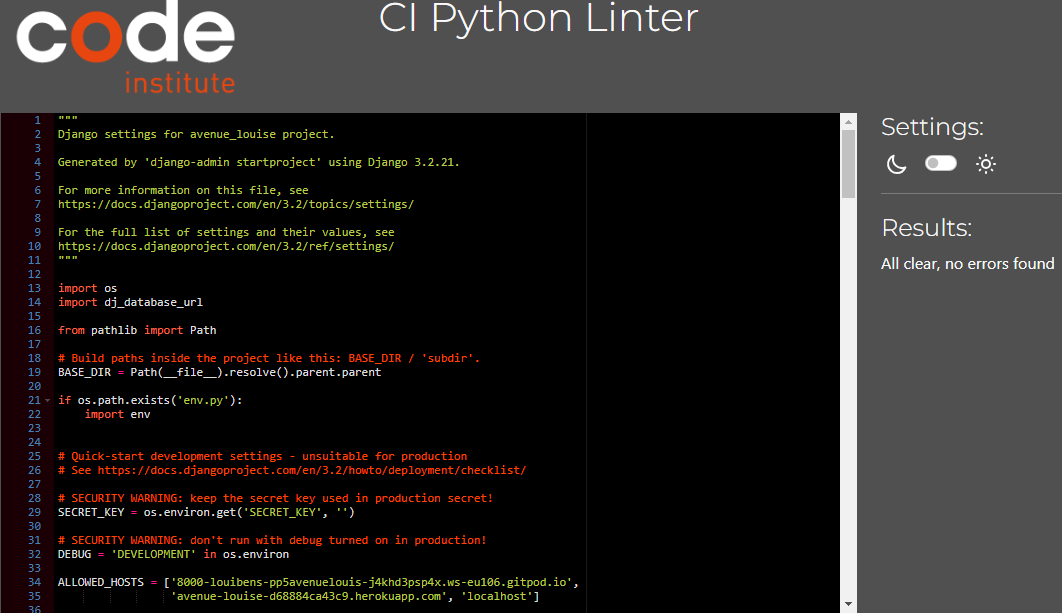 code
institute
CI Python Linter
1 """
2 Django settings for avenue_louise project.
3
4 Generated by 'django-admin startproject' using Django 3.2.21.
5
6 For more information on this file, see
7 https://docs.djangoproject.com/en/3.2/topics/settings/
8
9 For the full list of settings and their values, see
10 https://docs.djangoproject.com/en/3.2/ref/settings/
11 """
12
13 import os
14 import dj_database_url
15
16 from pathlib import Path
17
18 # Build paths inside the project like this: BASE_DIR / 'subdir'.
19 BASE_DIR = Path(__file__).resolve().parent.parent
20
21 if os.path.exists('env.py'):
22     import env
23
24
25 # Quick-start development settings - unsuitable for production
26 # See https://docs.djangoproject.com/en/3.2/howto/deployment/checklist/
27
28 # SECURITY WARNING: keep the secret key used in production secret!
29 SECRET_KEY = os.environ.get('SECRET_KEY', '')
30
31 # SECURITY WARNING: don't run with debug turned on in production!
32 DEBUG = 'DEVELOPMENT' in os.environ
33
34 ALLOWED_HOSTS = ['8000-louibens-pp5avenuelouis-j4khd3psp4x.ws-eu106.gitpod.io',
35                  'avenue-louise-d68884ca43c9.herokuapp.com', 'localhost']
36
Settings:
Results:
All clear, no errors found